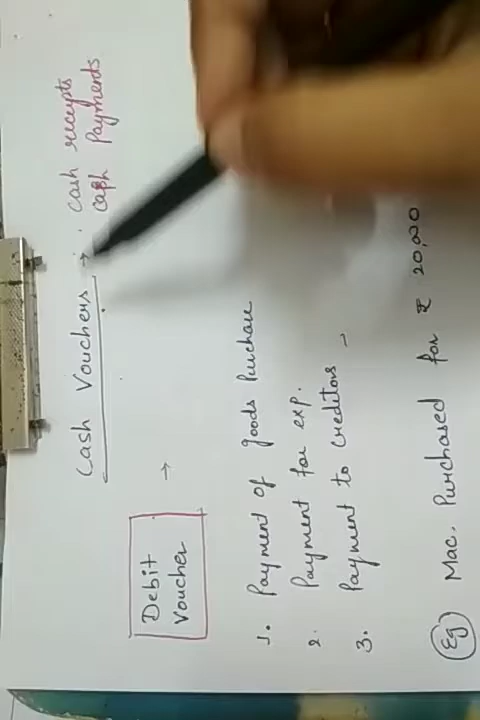 Cash Vouchers → . Cash receipts
Cash Payments
Debit
Voucher
→
1. Payment of goods Purchase
2. Payment for exp.
3. Payment to Creditors -
Eg Mac. Purchased for ₹ 20,000